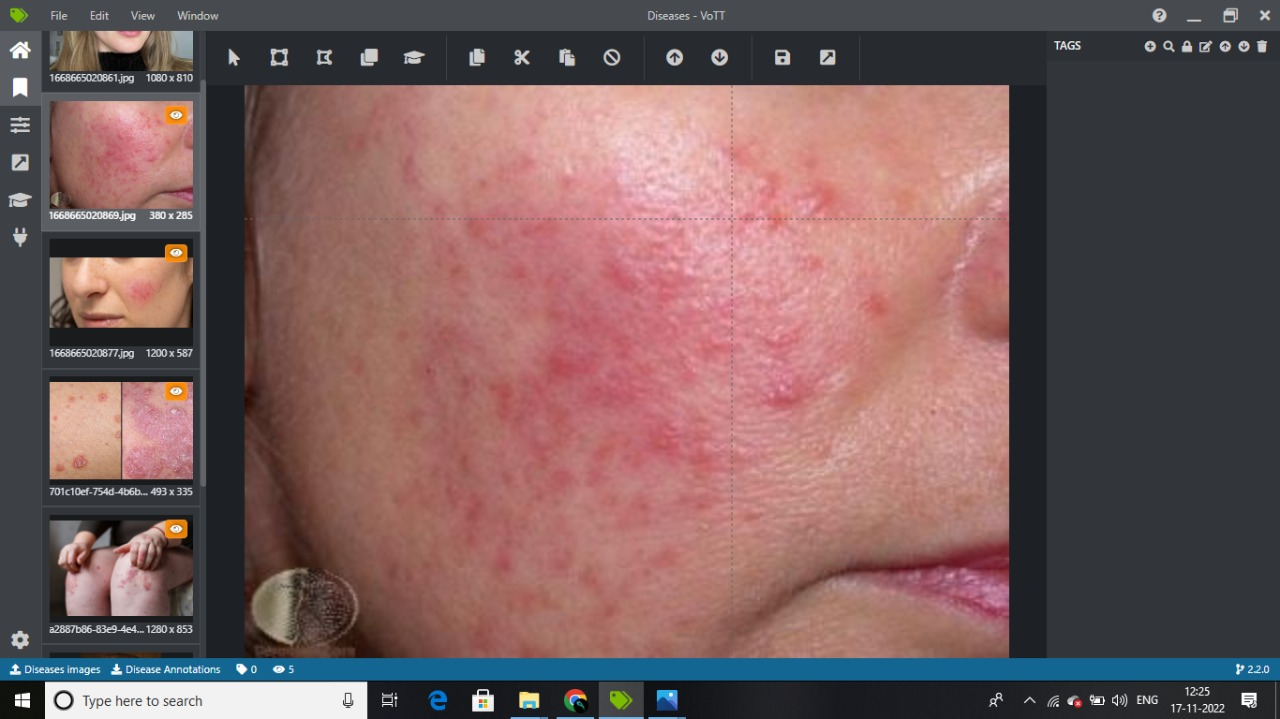 File Edit View Window Diseases - VoTT
1668665020861.jpg 1080 x 810
1668665020869.jpg 380 x 285
1668665020877.jpg 1200 x 587
701c10ef-754d-4b6b... 493 x 335
a2887b86-83e9-4e4... 1280 x 853
TAGS
Diseases images Disease Annotations 0 5 2.2.0
Type here to search
ENG
12:25
17-11-2022